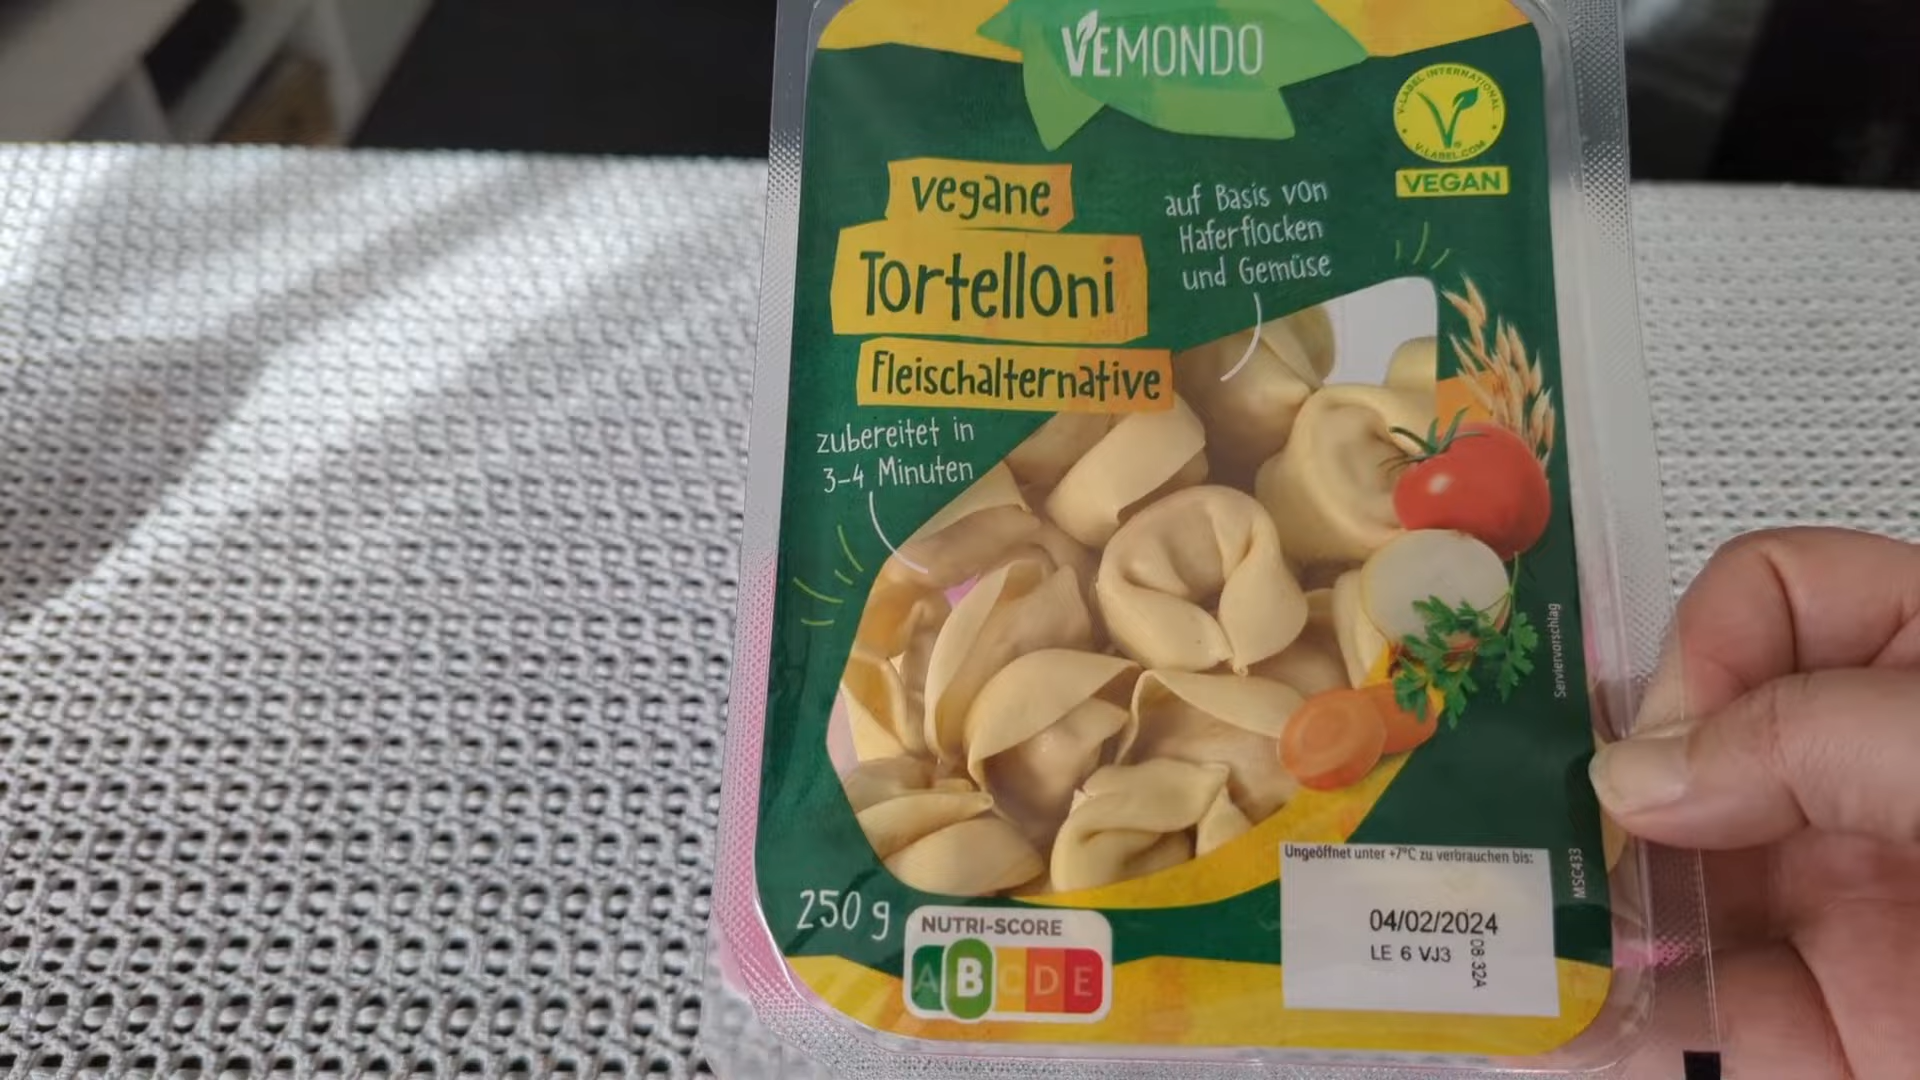 VEMONDO
V-LABEL INTERNATIONAL
V-LABEL.COM
VEGAN
vegane
Tortelloni
Fleischalternative
auf Basis von
Haferflocken
und Gemüse
zubereitet in
3-4 Minuten
Serviervorschlag
Ungeöffnet unter +7°C zu verbrauchen bis:
04/02/2024
LE 6 VJ3
08:32A
MSC433
250 g
NUTRI-SCORE
A B C D E